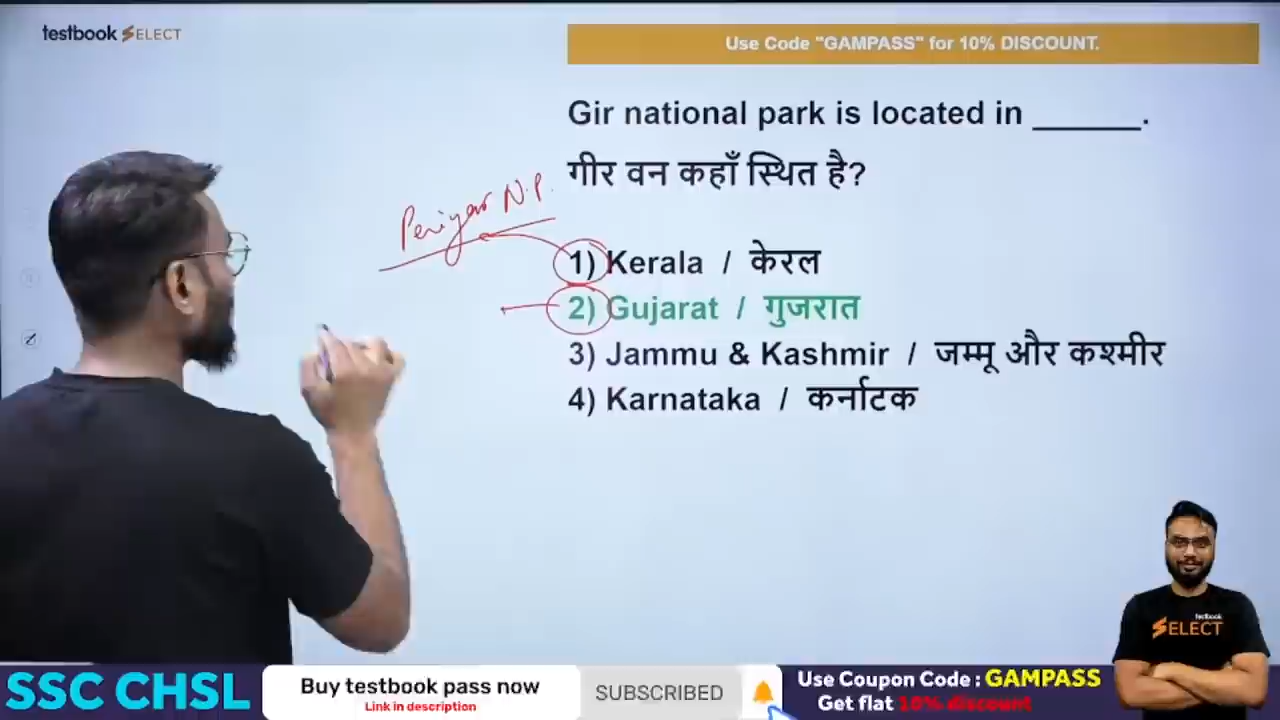 testbook SELECT
Use Code "GAMPASS" for 10% DISCOUNT.
Gir national park is located in ______.
गीर वन कहाँ स्थित है?
Periyar N.P.
1) Kerala / केरल
2) Gujarat / गुजरात
3) Jammu & Kashmir / जम्मू और कश्मीर
4) Karnataka / कर्नाटक
testbook
SELECT
SSC CHSL
Buy testbook pass now
Link in description
SUBSCRIBED
Use Coupon Code : GAMPASS
Get flat 10% discount